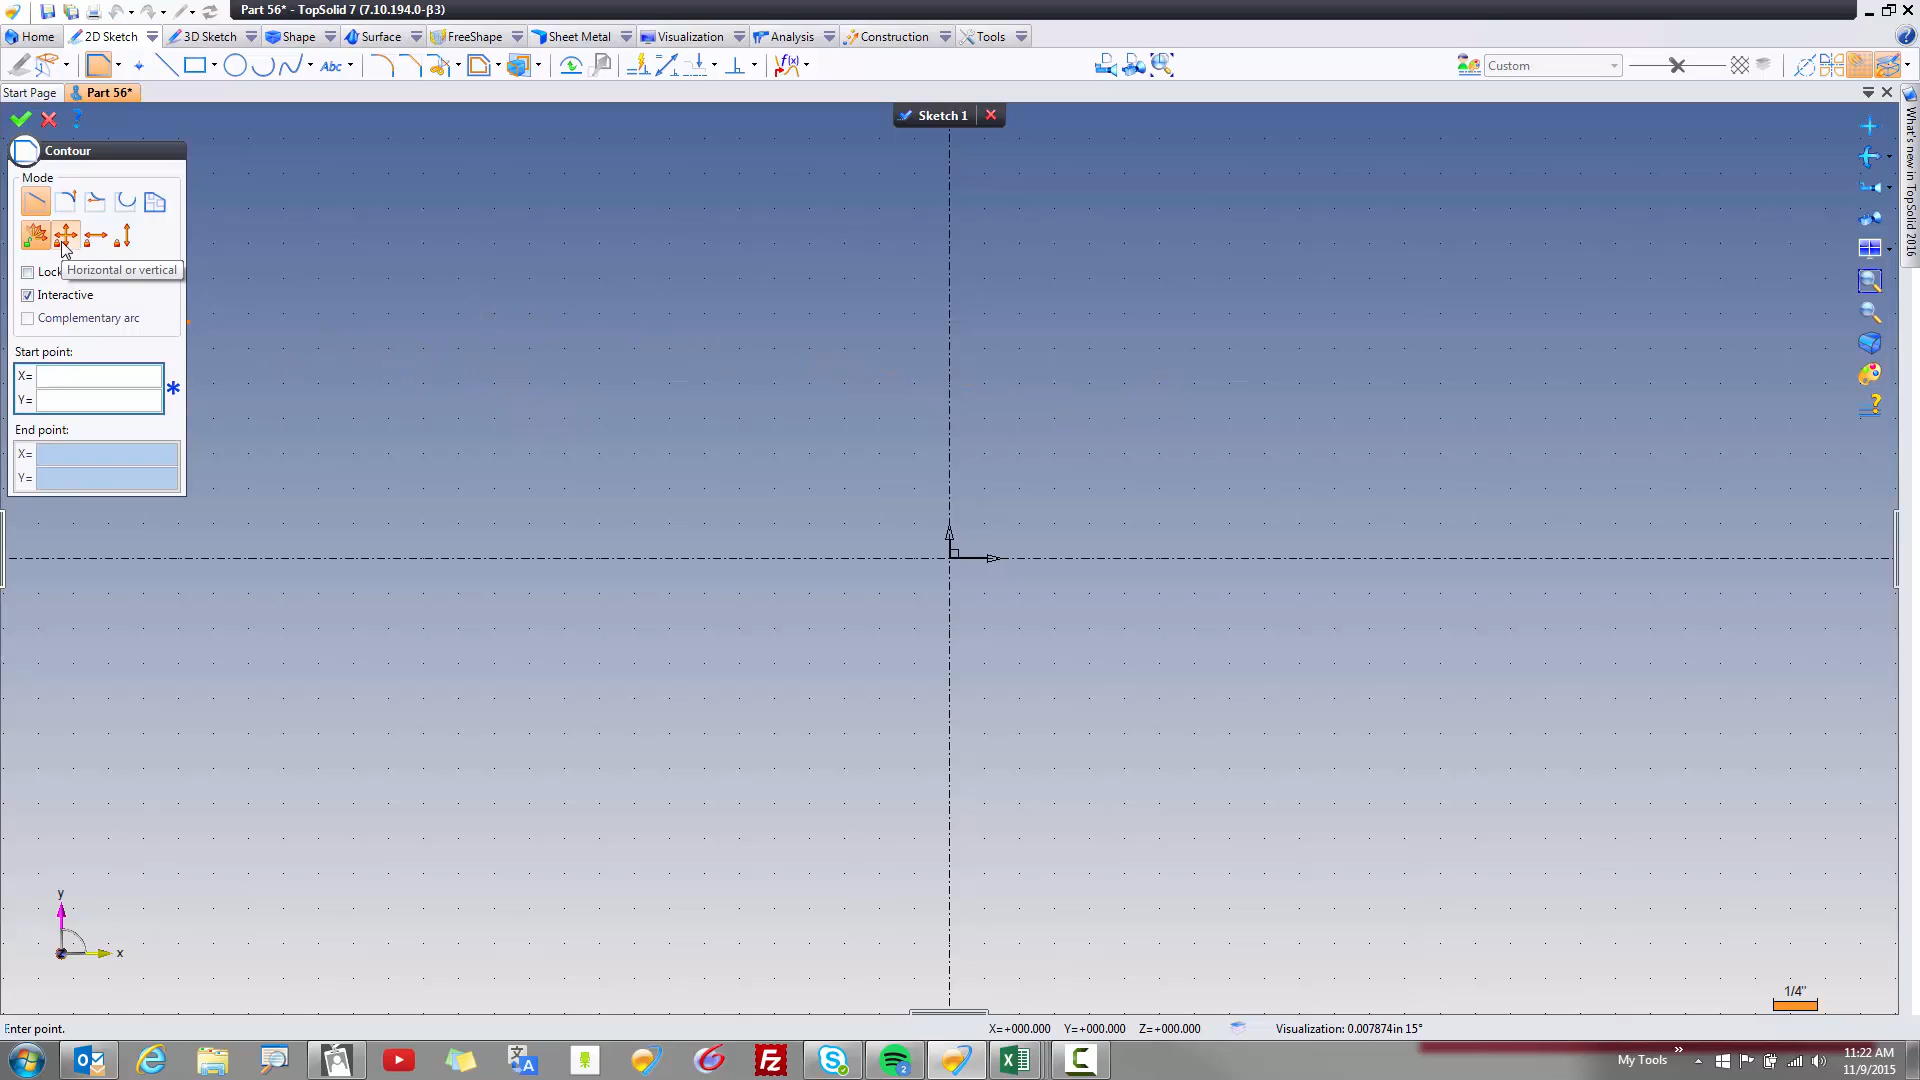 Part 56* - TopSolid 7 (7.10.194.0-β3)
Home 2D Sketch 3D Sketch Shape Surface FreeShape Sheet Metal Visualization Analysis Construction Tools
Abc f(x) Custom
Start Page Part 56*
Sketch 1
What's new in TopSolid 2016
Contour
Mode
Horizontal or vertical
Lock
Interactive
Complementary arc
Start point:
X=
Y=
End point:
X=
Y=
y
x
1/4"
Enter point.
X=+000.000 Y=+000.000 Z=+000.000 Visualization: 0.007874in 15°
My Tools
11:22 AM
11/9/2015